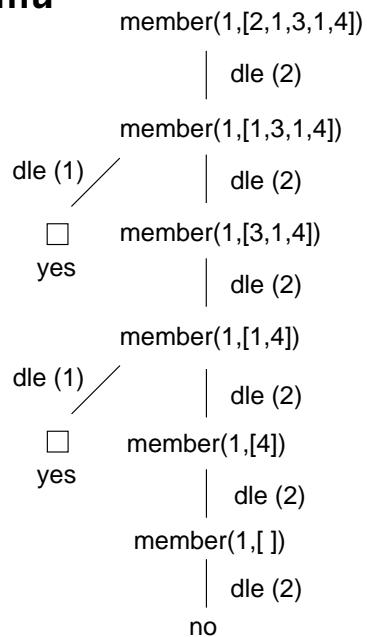 member(1,[2,1,3,1,4])
dle (2)
member(1,[1,3,1,4])
dle (1)
dle (2)
member(1,[3,1,4])
yes
dle (2)
member(1,[1,4])
dle (1)
dle (2)
member(1,[4])
yes
dle (2)
member(1,[ ])
dle (2)
no